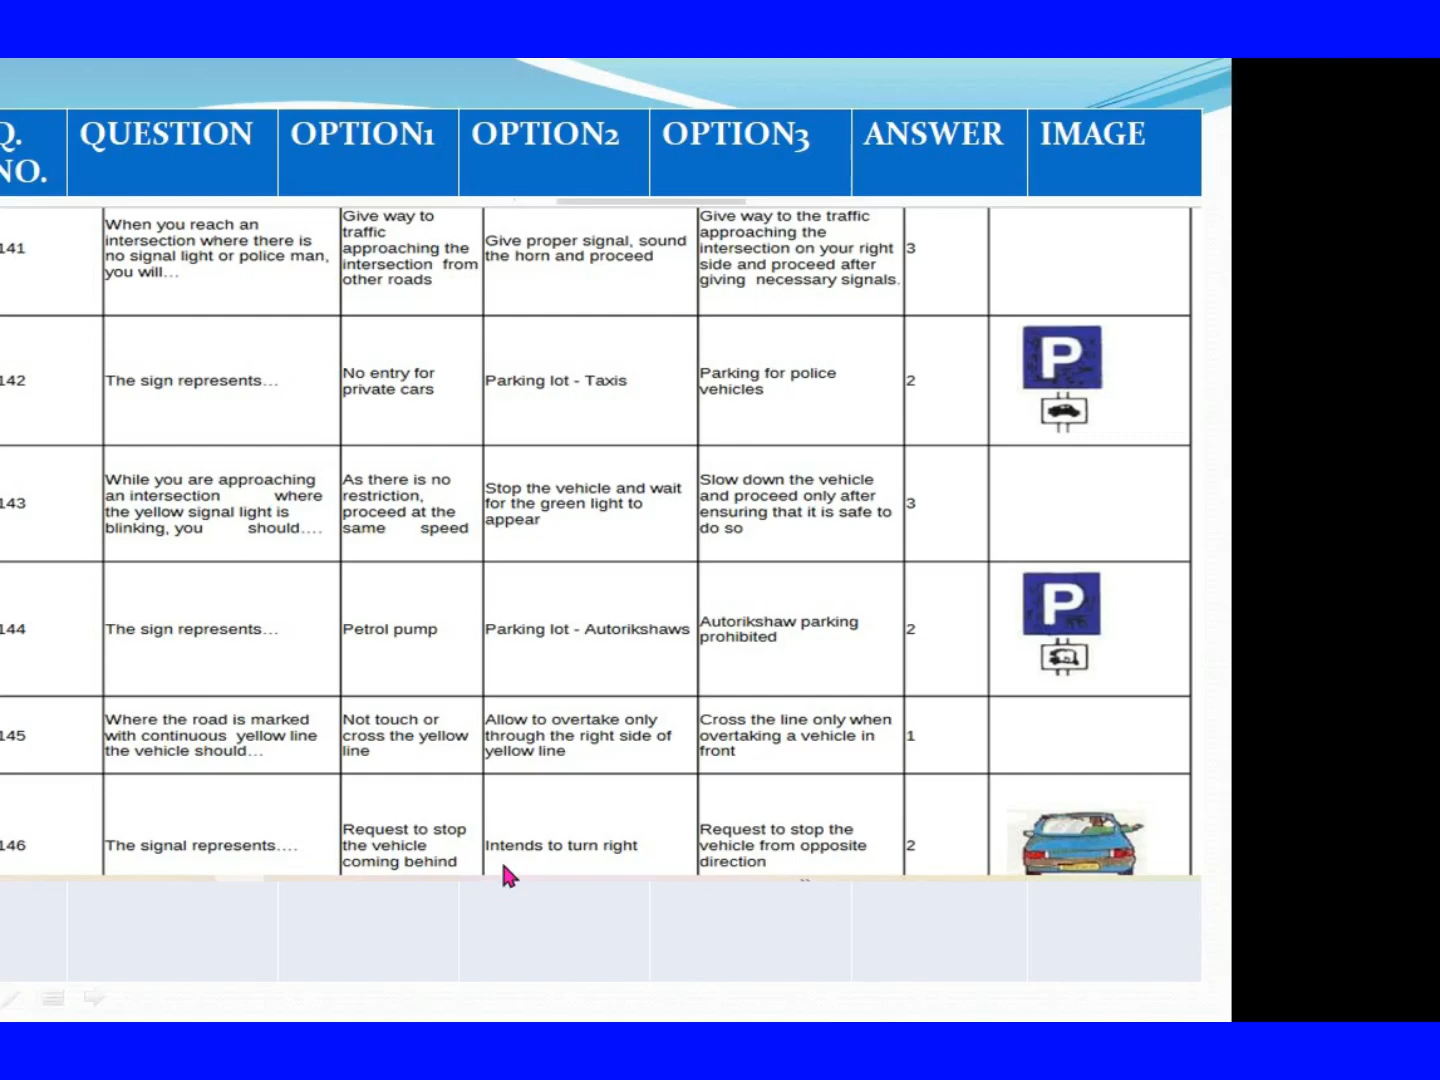 Q.
NO.
QUESTION
OPTION1
OPTION2
OPTION3
ANSWER
IMAGE
141
When you reach an
intersection where there is
no signal light or police man,
you will...
Give way to
traffic
approaching the
intersection from
other roads
Give proper signal, sound
the horn and proceed
Give way to the traffic
approaching the
intersection on your right
side and proceed after
giving necessary signals.
3
142
The sign represents...
No entry for
private cars
Parking lot - Taxis
Parking for police
vehicles
2
P
143
While you are approaching
an intersection where
the yellow signal light is
blinking, you should....
As there is no
restriction,
proceed at the
same speed
Stop the vehicle and wait
for the green light to
appear
Slow down the vehicle
and proceed only after
ensuring that it is safe to
do so
3
144
The sign represents...
Petrol pump
Parking lot - Autorikshaws
Autorikshaw parking
prohibited
2
P
145
Where the road is marked
with continuous yellow line
the vehicle should...
Not touch or
cross the yellow
line
Allow to overtake only
through the right side of
yellow line
Cross the line only when
overtaking a vehicle in
front
1
146
The signal represents....
Request to stop
the vehicle
coming behind
Intends to turn right
Request to stop the
vehicle from opposite
direction
2